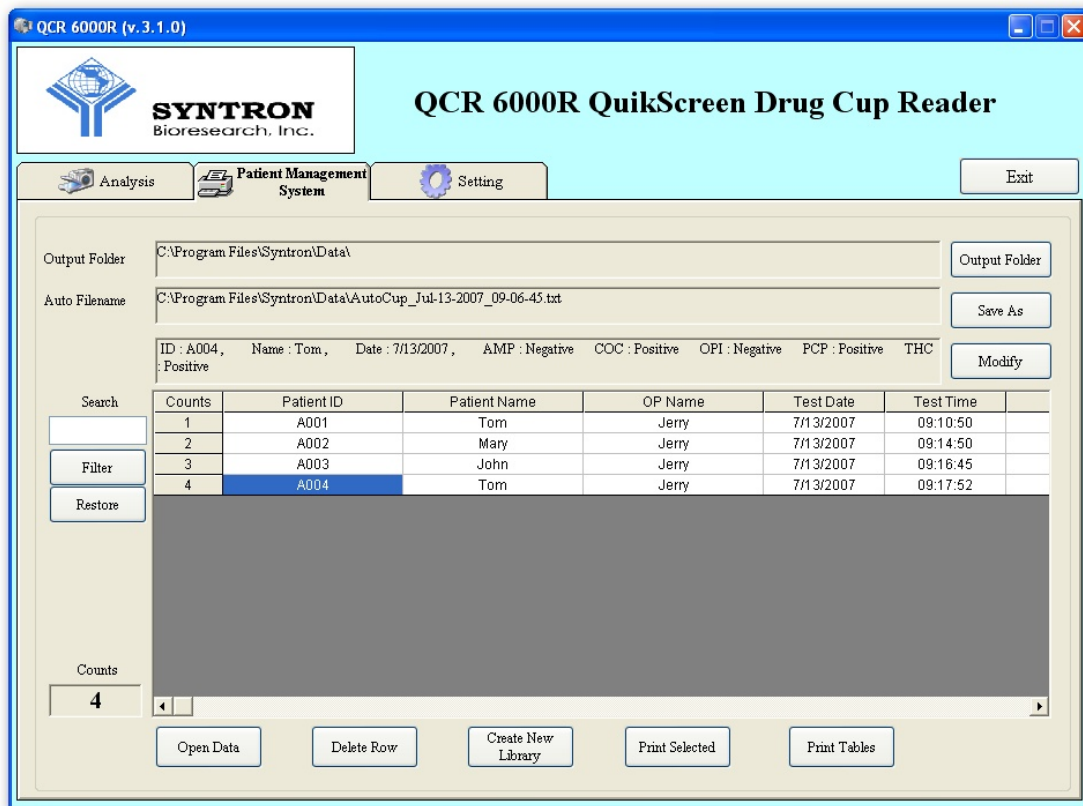 QCR 6000R (v.3.1.0)
SYNTRON
Bioresearch, Inc.
QCR 6000R QuikScreen Drug Cup Reader
Analysis
Patient Management
System
Setting
Exit
Output Folder
C:\Program Files\Syntron\Data\
Output Folder
Auto Filename
C:\Program Files\Syntron\Data\AutoCup_Jul-13-2007_09-06-45.txt
Save As
ID : A004 , Name : Tom , Date : 7/13/2007 , AMP : Negative COC : Positive OPI : Negative PCP : Positive THC
: Positive
Modify
Search
Filter
Restore
Counts Patient ID Patient Name OP Name Test Date Test Time
1 A001 Tom Jerry 7/13/2007 09:10:50
2 A002 Mary Jerry 7/13/2007 09:14:50
3 A003 John Jerry 7/13/2007 09:16:45
4 A004 Tom Jerry 7/13/2007 09:17:52
Counts
4
Open Data
Delete Row
Create New
Library
Print Selected
Print Tables